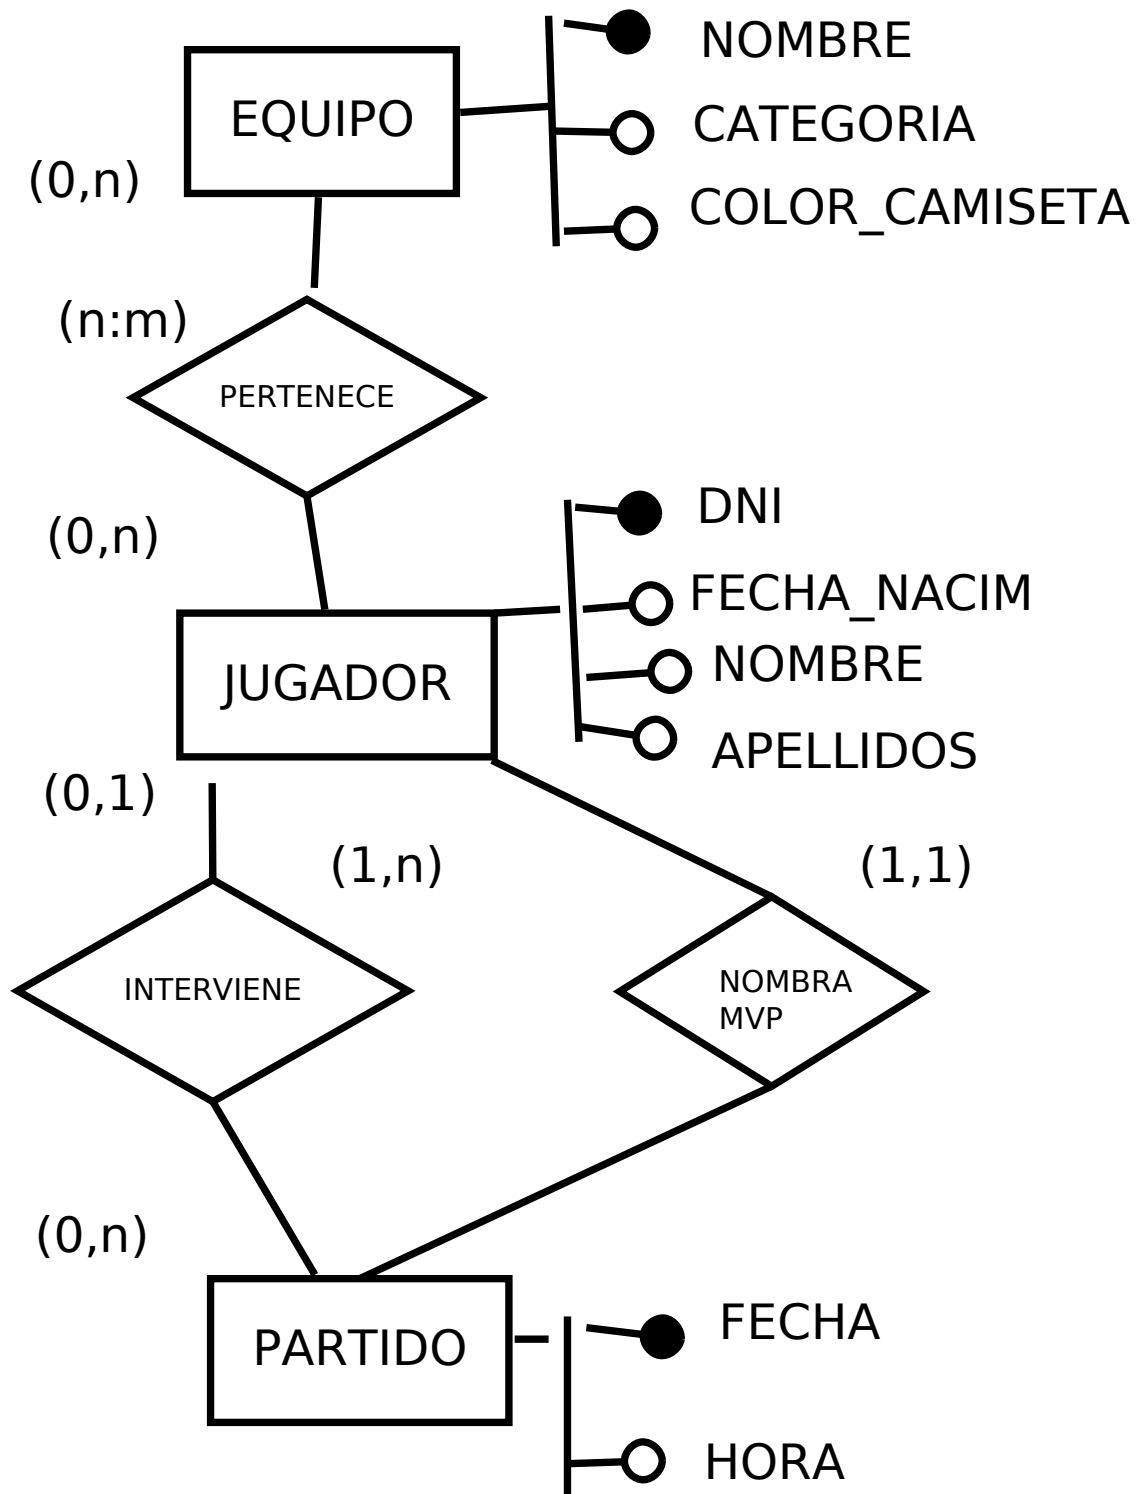 NOMBRE
EQUIPO
CATEGORIA
(0,n)
COLOR_CAMISETA
(n:m)
PERTENECE
DNI
(0,n)
FECHA_NACIM
NOMBRE
JUGADOR
APELLIDOS
(0,1)
(1,n)
(1,1)
INTERVIENE
NOMBRA
MVP
(0,n)
FECHA
PARTIDO
HORA